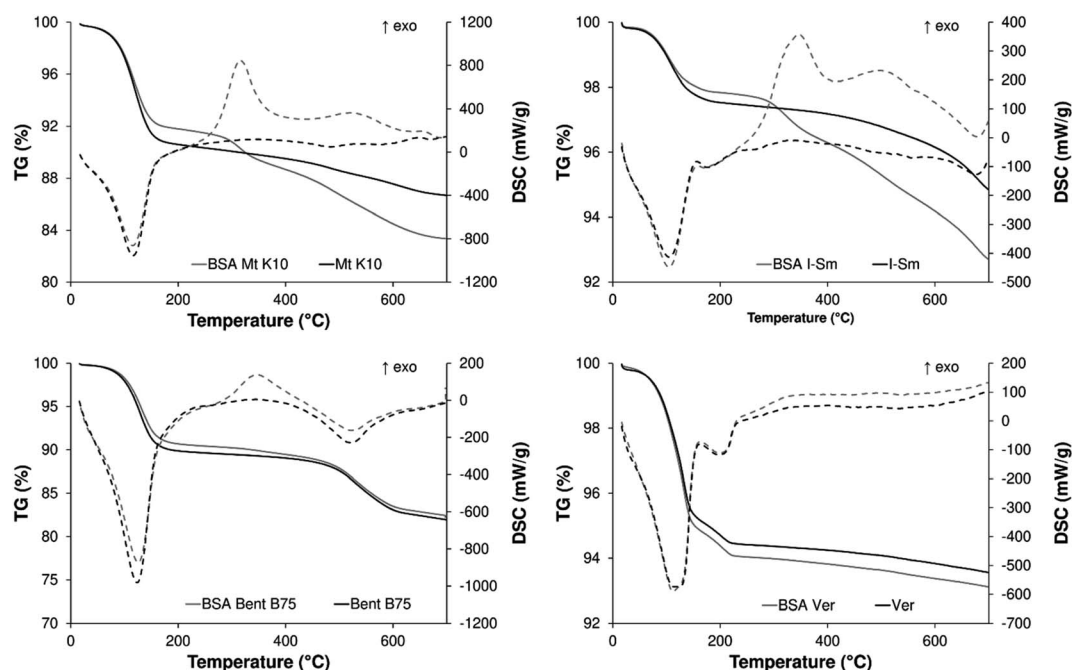 ↑ exo
TG (%)
100
96
92
88
84
80
1200
800
400
0
-400
-800
-1200
DSC (mW/g)
BSA Mt K10 Mt K10
0 200 400 600
Temperature (°C)
↑ exo
TG (%)
100
98
96
94
92
400
300
200
100
0
-100
-200
-300
-400
-500
DSC (mW/g)
BSA I-Sm I-Sm
0 200 400 600
Temperature (°C)
↑ exo
TG (%)
100
95
90
85
80
75
70
200
0
-200
-400
-600
-800
-1000
-1200
DSC (mW/g)
BSA Bent B75 Bent B75
0 200 400 600
Temperature (°C)
↑ exo
TG (%)
100
98
96
94
92
200
100
0
-100
-200
-300
-400
-500
-600
-700
DSC (mW/g)
BSA Ver Ver
0 200 400 600
Temperature (°C)